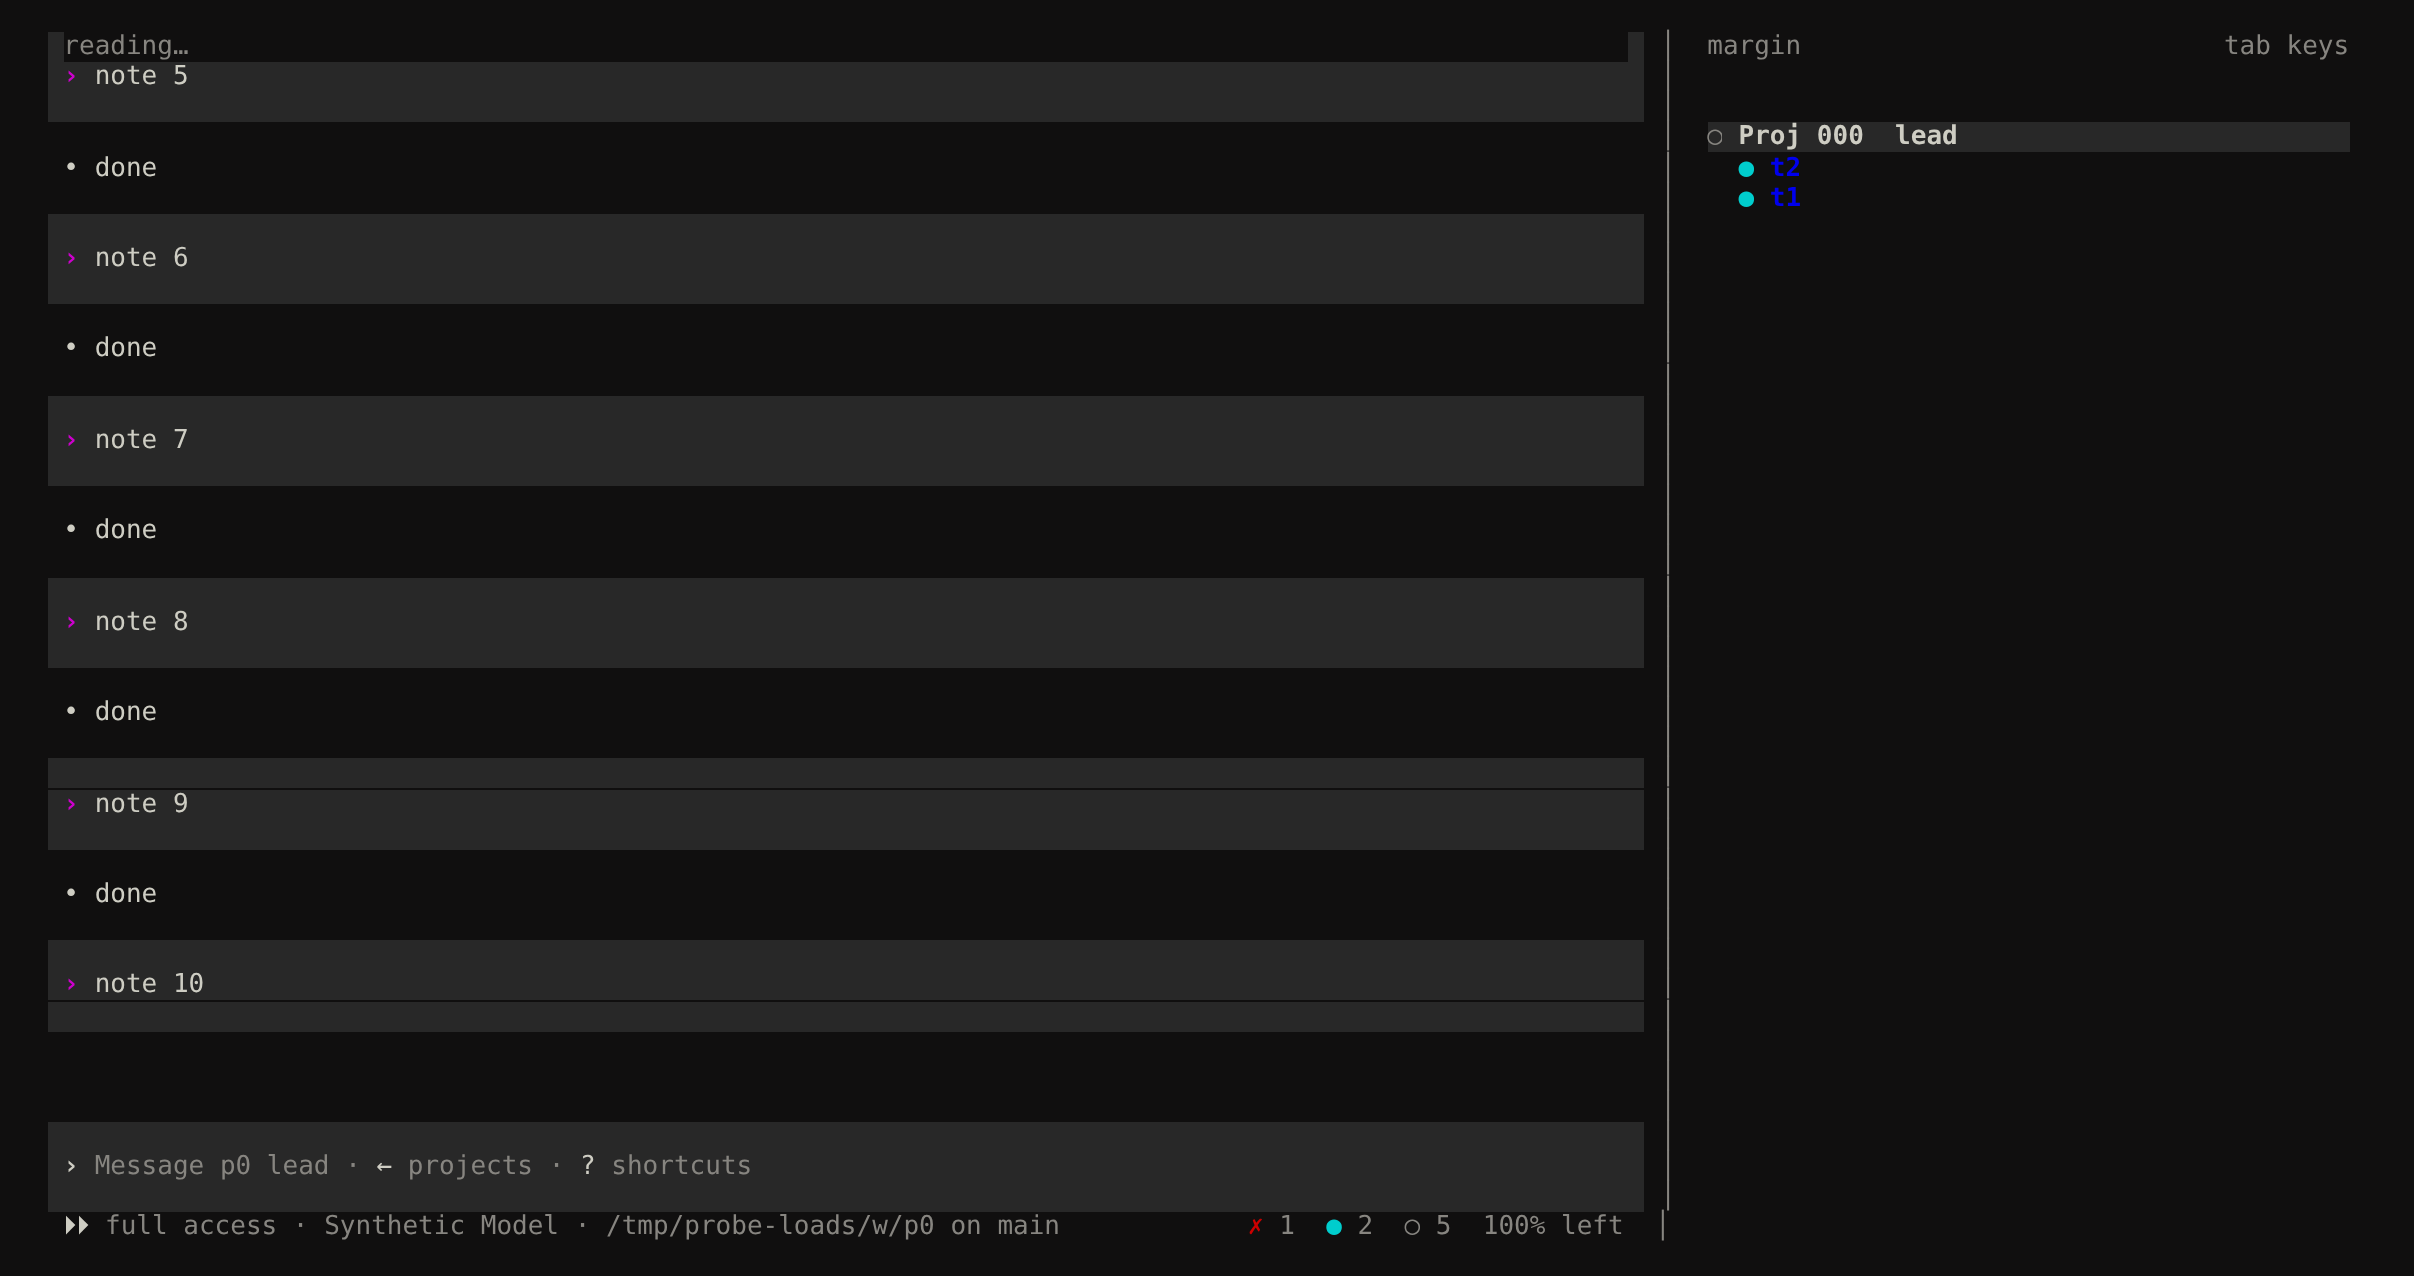 reading…
› note 5
• done
› note 6
• done
› note 7
• done
› note 8
• done
› note 9
• done
› note 10
› Message p0 lead · ← projects · ? shortcuts
full access · Synthetic Model · /tmp/probe-loads/w/p0 on main ✗ 1 ● 2 ○ 5 100% left
margin tab keys
○ Proj 000 lead
● t2
● t1